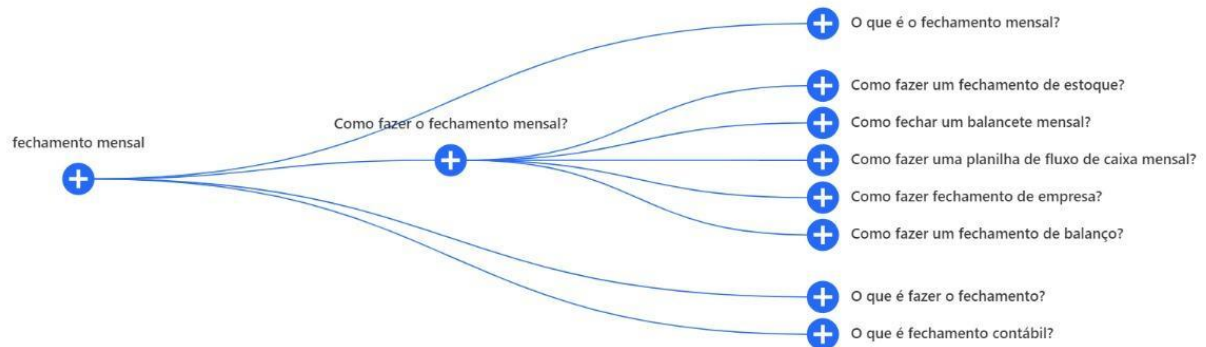 O que é o fechamento mensal?
Como fazer um fechamento de estoque?
Como fazer o fechamento mensal?
Como fechar um balancete mensal?
fechamento mensal
Como fazer uma planilha de fluxo de caixa mensal?
Como fazer fechamento de empresa?
Como fazer um fechamento de balanço?
O que é fazer o fechamento?
O que é fechamento contábil?